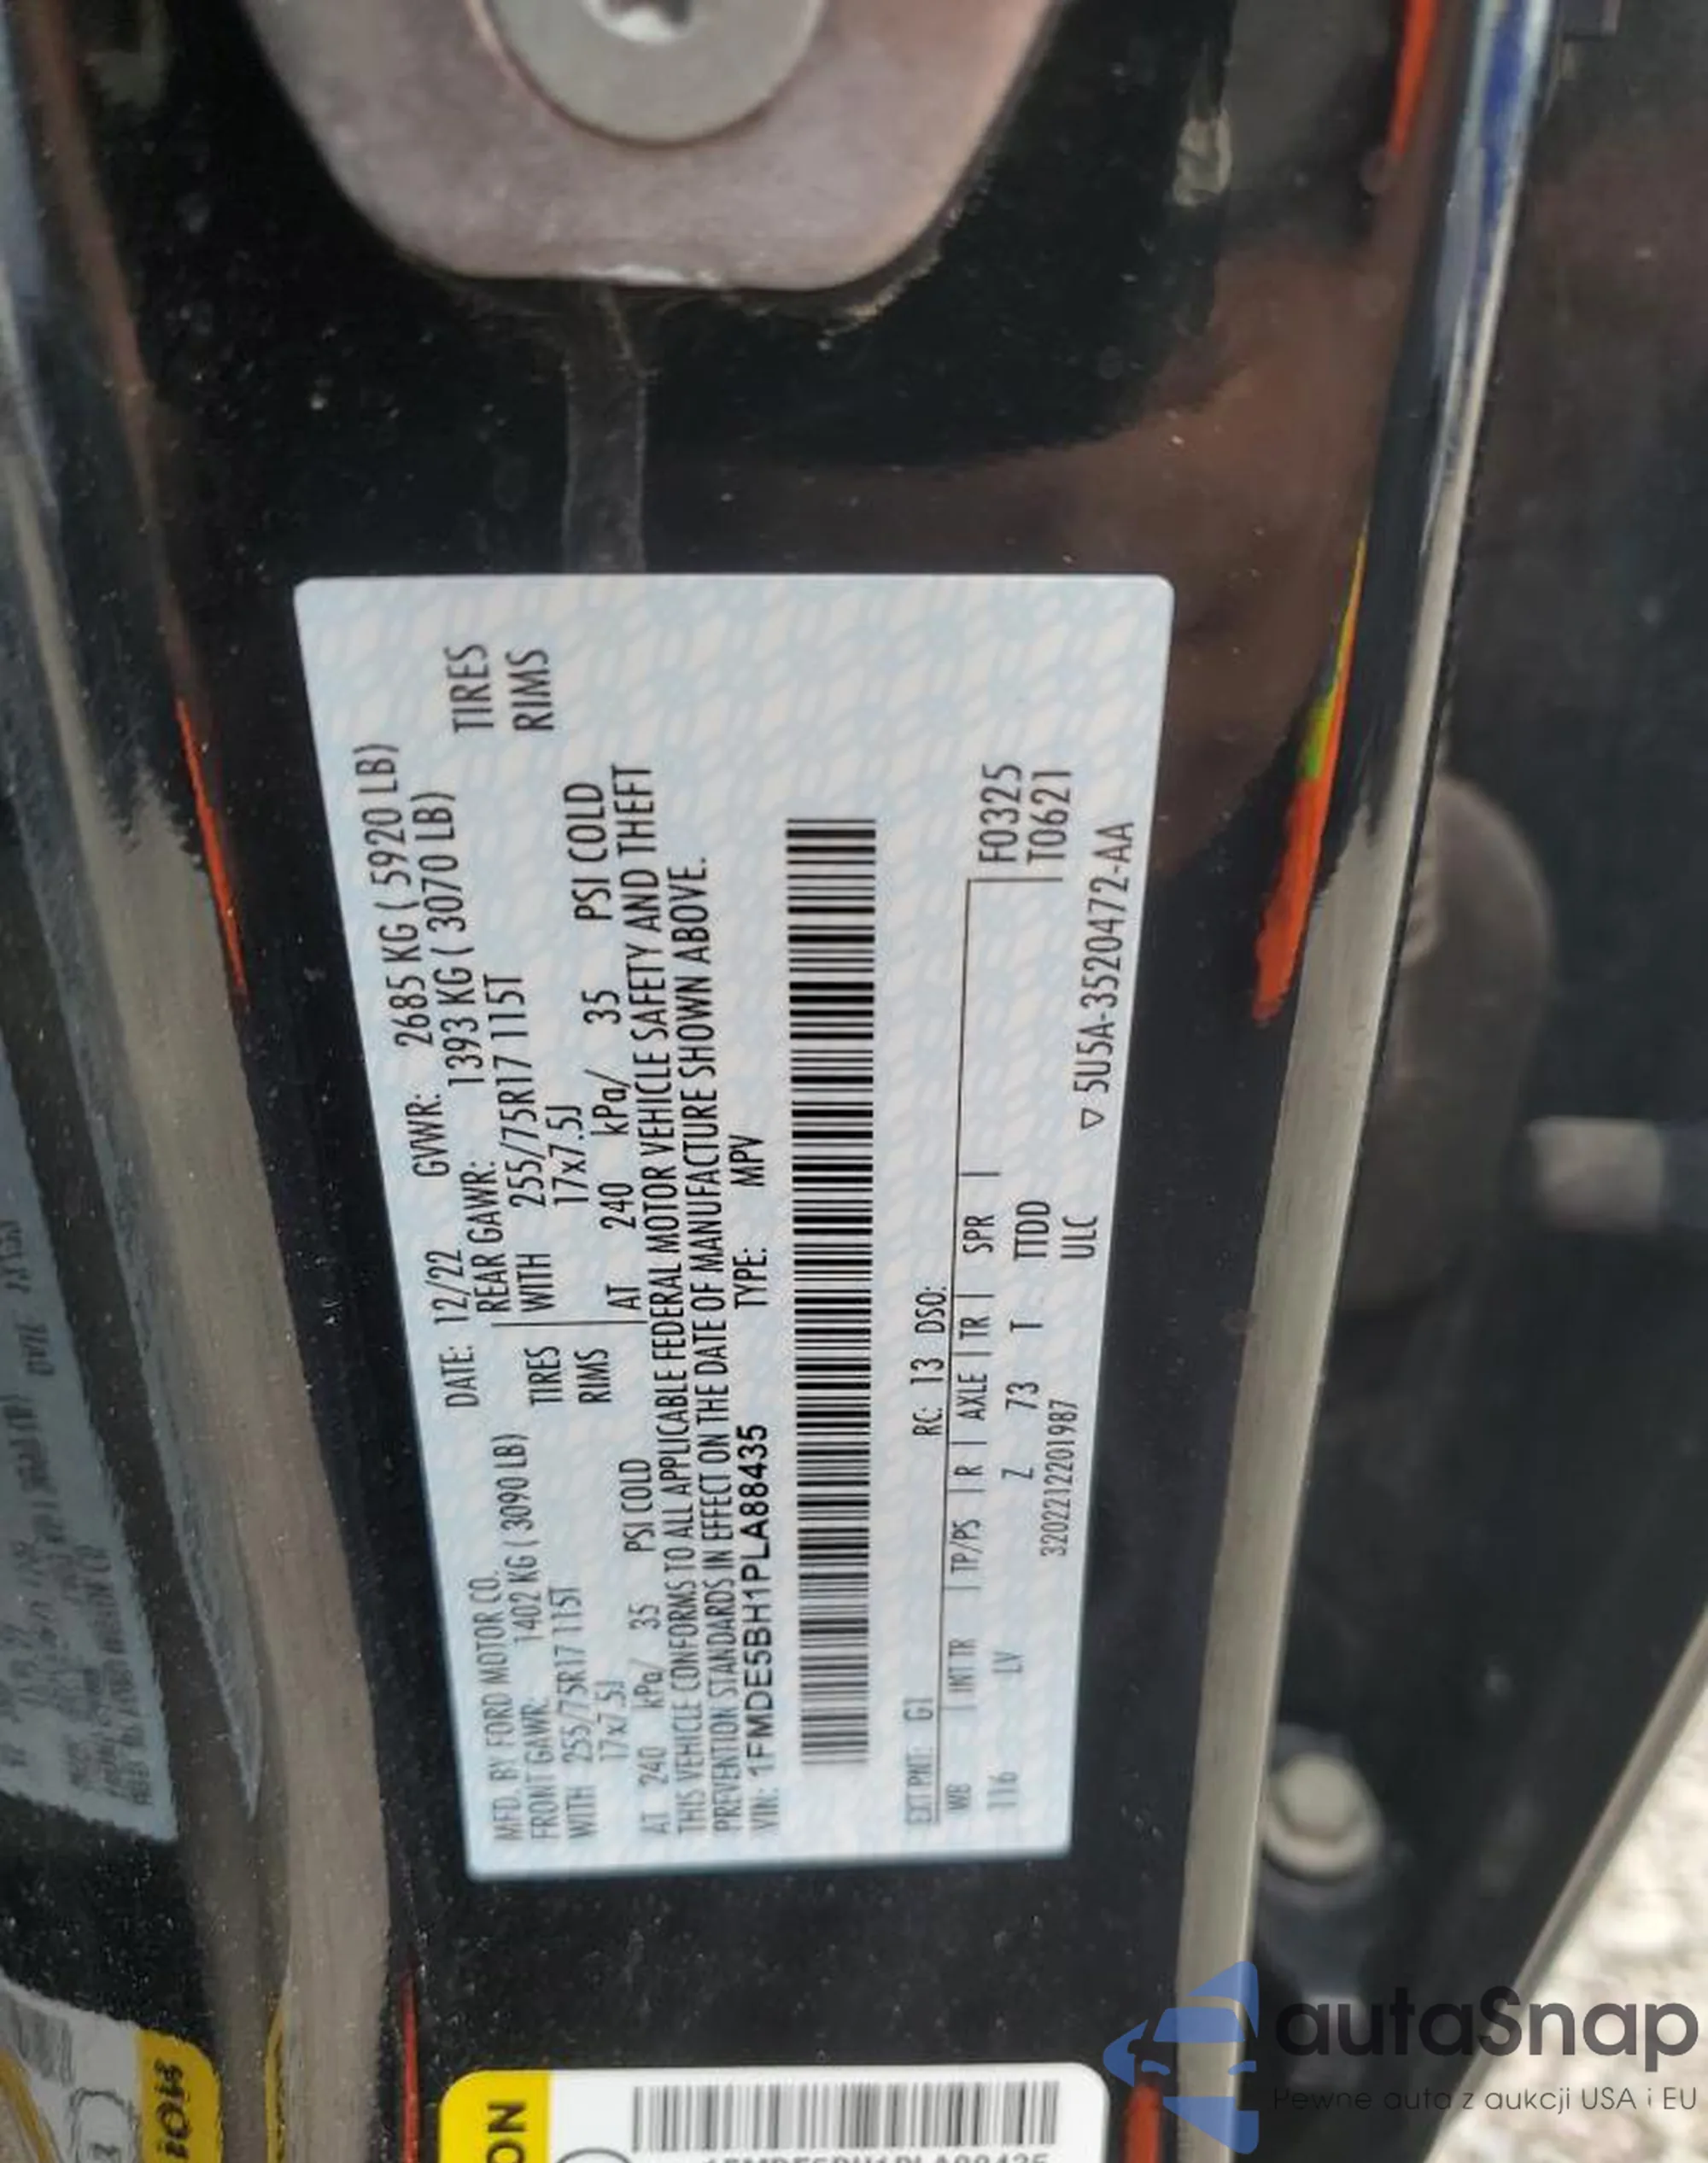 MFD. BY FORD MOTOR CO. DATE: 12/22 GVWR: 2685 KG ( 5920 LB)
FRONT GAWR: 1402 KG ( 3090 LB) REAR GAWR: 1393 KG ( 3070 LB)
WITH 255/75R17 115T TIRES WITH 255/75R17 115T TIRES
17x7.5J RIMS 17x7.5J RIMS
AT 240 kPa/ 35 PSI COLD AT 240 kPa/ 35 PSI COLD
THIS VEHICLE CONFORMS TO ALL APPLICABLE FEDERAL MOTOR VEHICLE SAFETY AND THEFT
PREVENTION STANDARDS IN EFFECT ON THE DATE OF MANUFACTURE SHOWN ABOVE.
VIN: 1FMDE5BH1PLA88435 TYPE: MPV
EXT PNT: G1 RC: 13 DSO:
WB INT TR TP/PS R AXLE TR SPR F0325
116 LV Z 73 T TTDD T0621
3202212201987 ULC ▽ 5U5A-3520472-AA
ON
autaSnap
Pewne auta z aukcji USA i EU